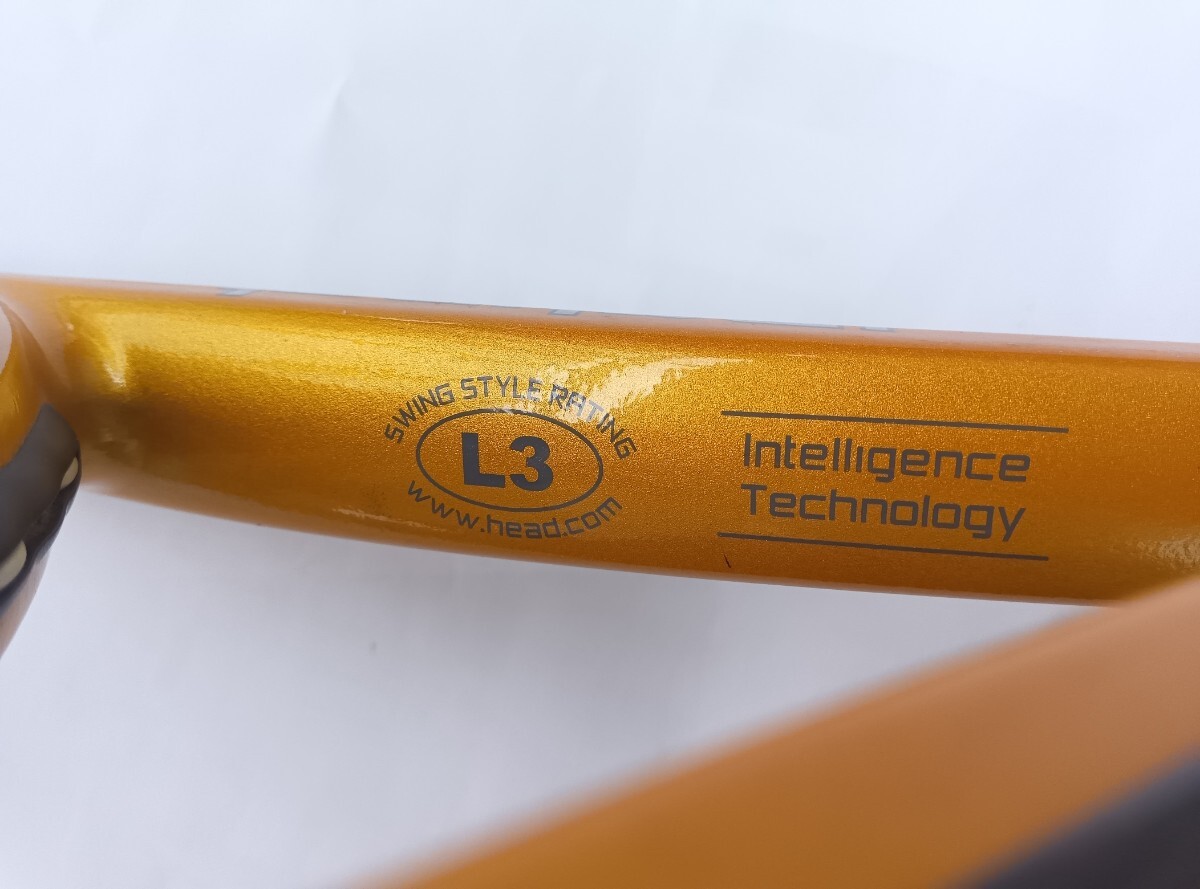 SWING STYLE RATING
L3
www.head.com
Intelligence
Technology